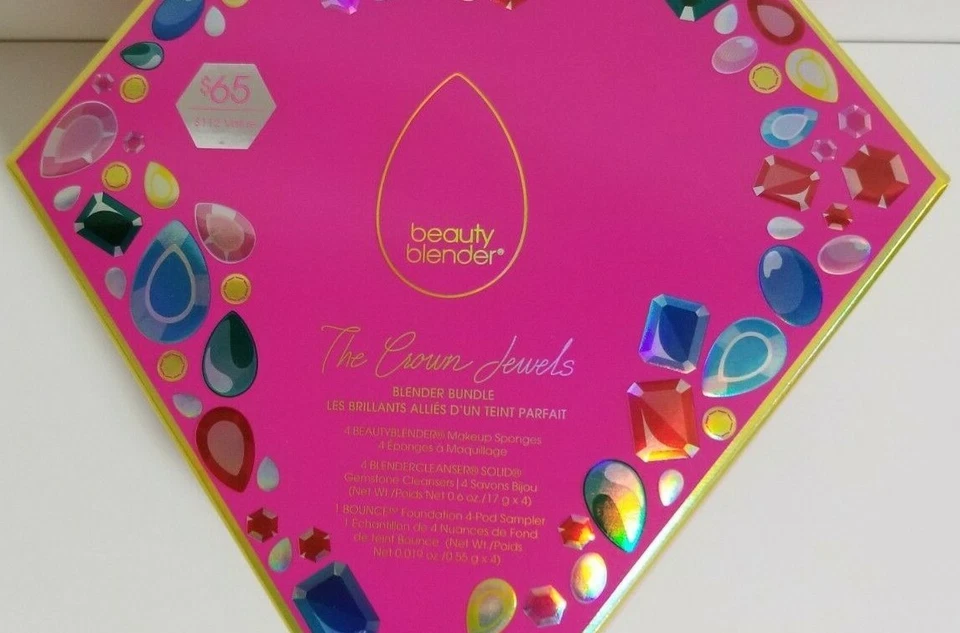 $65
$112 Value
beauty
blender®
The Crown Jewels
BLENDER BUNDLE
LES BRILLANTS ALLIÉS D'UN TEINT PARFAIT
4 BEAUTYBLENDER® Makeup Sponges
4 Éponges à Maquillage
4 BLENDERCLEANSER® SOLID®
Gemstone Cleansers | 4 Savons Bijou
(Net Wt./Poids Net 0.6 oz./17 g x 4)
1 BOUNCE™ Foundation 4-Pod Sampler
1 Échantillon de 4 Nuances de Fond
de Teint Bounce (Net Wt./Poids
Net 0.019 oz./0.55 g x 4)